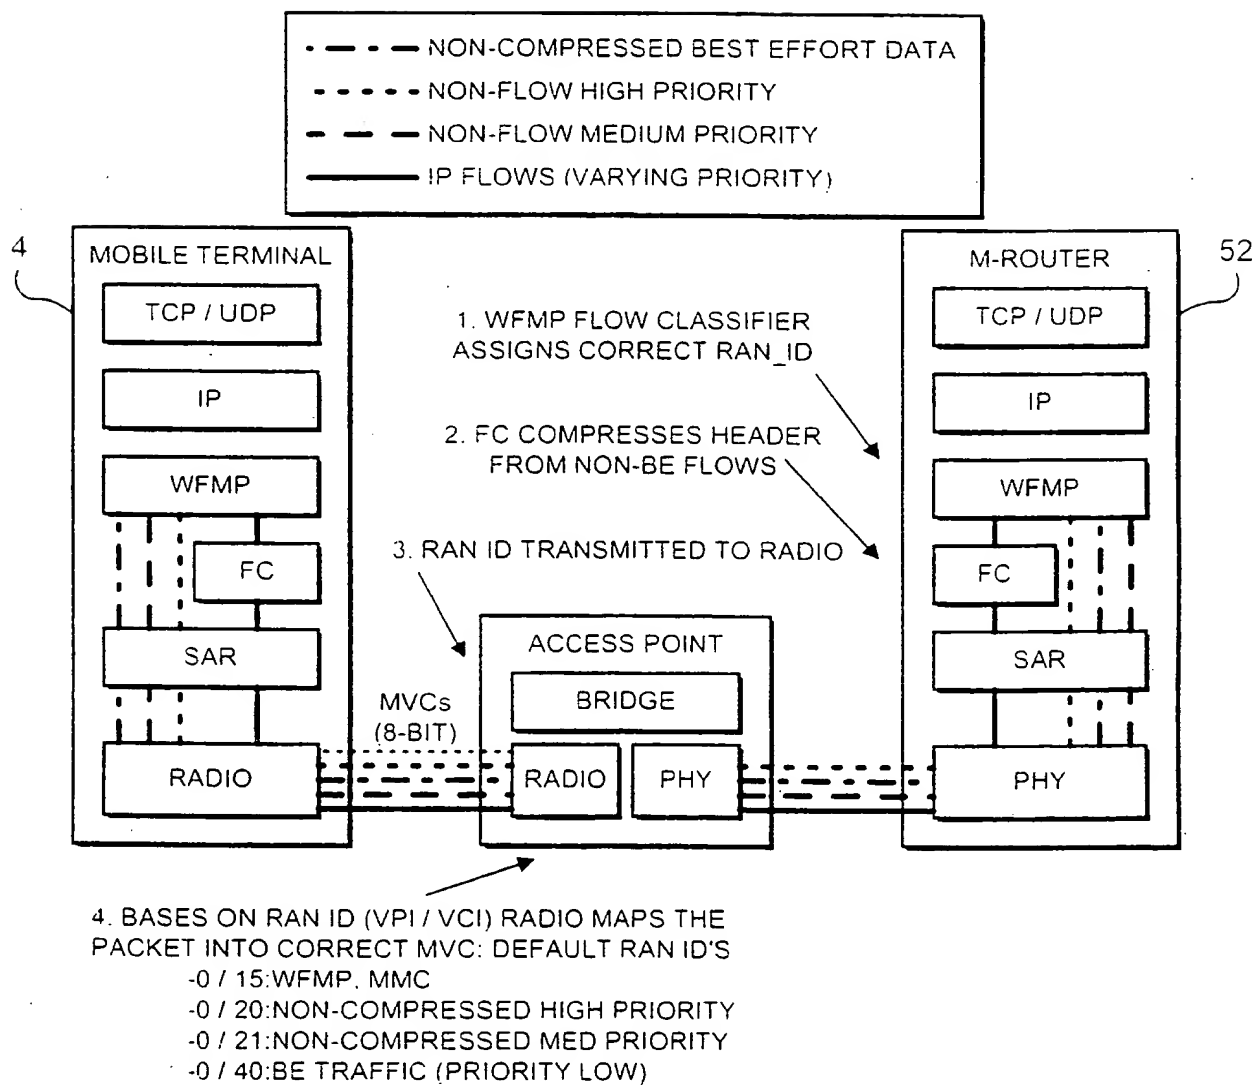 NON-COMPRESSED BEST EFFORT DATA
NON-FLOW HIGH PRIORITY
NON-FLOW MEDIUM PRIORITY
IP FLOWS (VARYING PRIORITY)
4
MOBILE TERMINAL
TCP / UDP
IP
WFMP
FC
SAR
RADIO
1. WFMP FLOW CLASSIFIER
ASSIGNS CORRECT RAN_ID
2. FC COMPRESSES HEADER
FROM NON-BE FLOWS
3. RAN ID TRANSMITTED TO RADIO
MVCs
(8-BIT)
ACCESS POINT
BRIDGE
RADIO
PHY
52
M-ROUTER
TCP / UDP
IP
WFMP
FC
SAR
PHY
4. BASES ON RAN ID (VPI / VCI) RADIO MAPS THE
PACKET INTO CORRECT MVC: DEFAULT RAN ID'S
-0 / 15:WFMP, MMC
-0 / 20:NON-COMPRESSED HIGH PRIORITY
-0 / 21:NON-COMPRESSED MED PRIORITY
-0 / 40:BE TRAFFIC (PRIORITY LOW)